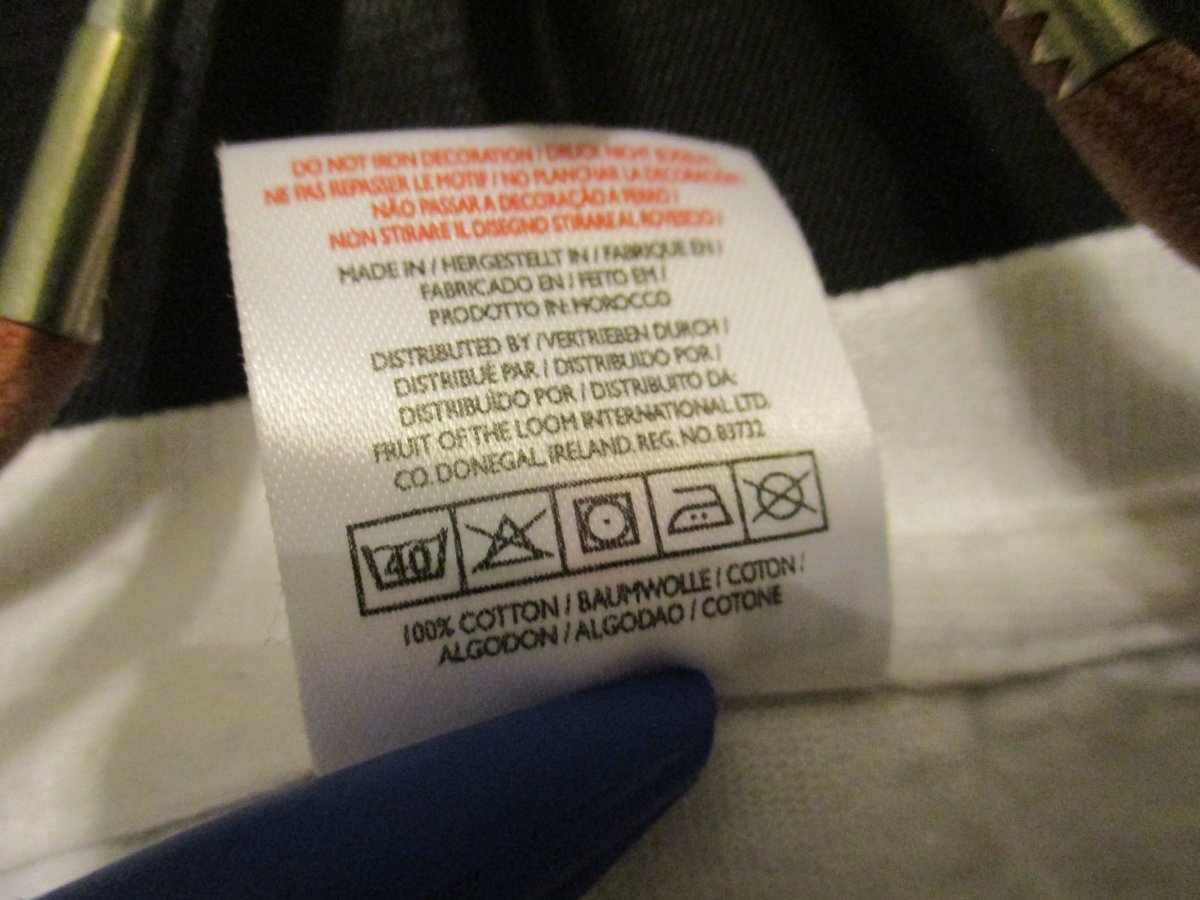 DO NOT IRON DECORATION / DRUCK NICHT BÜGELN /
NE PAS REPASSER LE MOTIF / NO PLANCHAR LA DECORACIÓN /
NÃO PASSAR A DECORAÇÃO A FERRO /
NON STIRARE IL DISEGNO STIRARE AL ROVESCIO /
MADE IN / HERGESTELLT IN / FABRIQUE EN /
FABRICADO EN / FEITO EM /
PRODOTTO IN: MOROCCO
DISTRIBUTED BY / VERTRIEBEN DURCH /
DISTRIBUÉ PAR / DISTRIBUIDO POR /
DISTRIBUÍDO POR / DISTRIBUITO DA:
FRUIT OF THE LOOM INTERNATIONAL LTD.
CO. DONEGAL, IRELAND. REG. NO. 83732
40
100% COTTON / BAUMWOLLE / COTON /
ALGODON / ALGODAO / COTONE